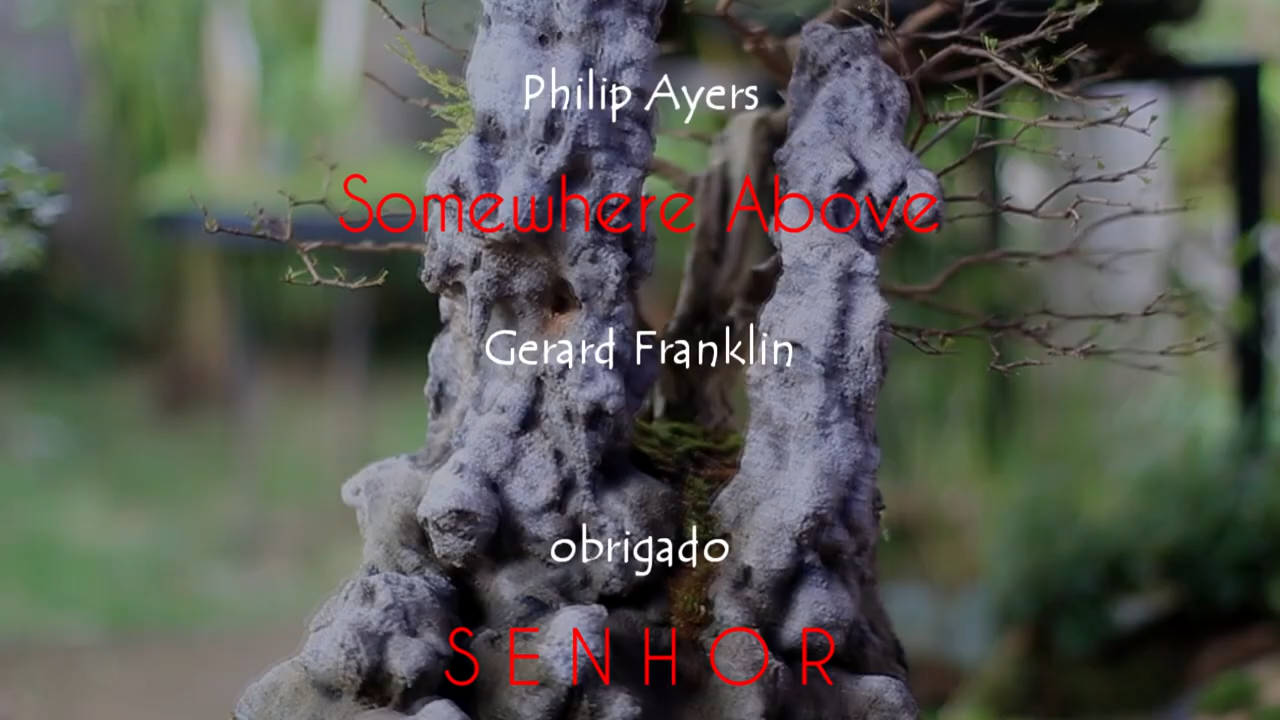 Philip Ayers
Somewhere Above
Gerard Franklin
obrigado
S E N H O R